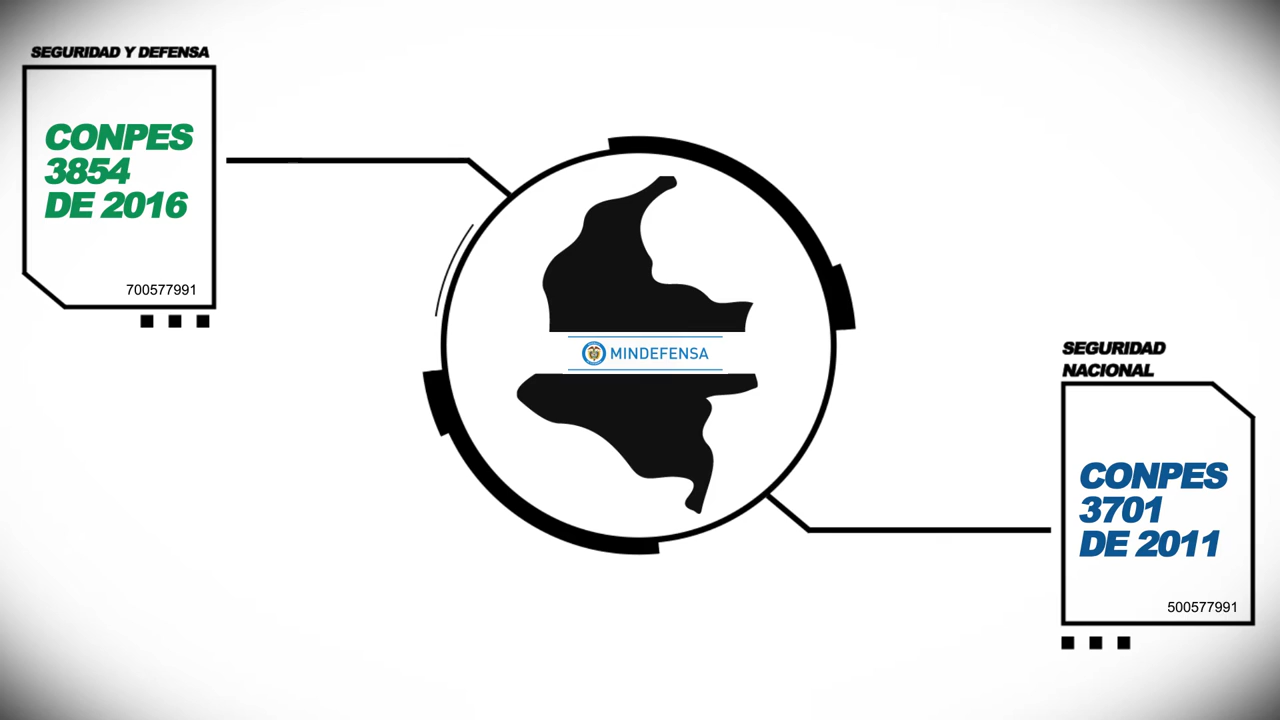 SEGURIDAD Y DEFENSA
CONPES
3854
DE 2016
700577991
MINDEFENSA
SEGURIDAD
NACIONAL
CONPES
3701
DE 2011
500577991